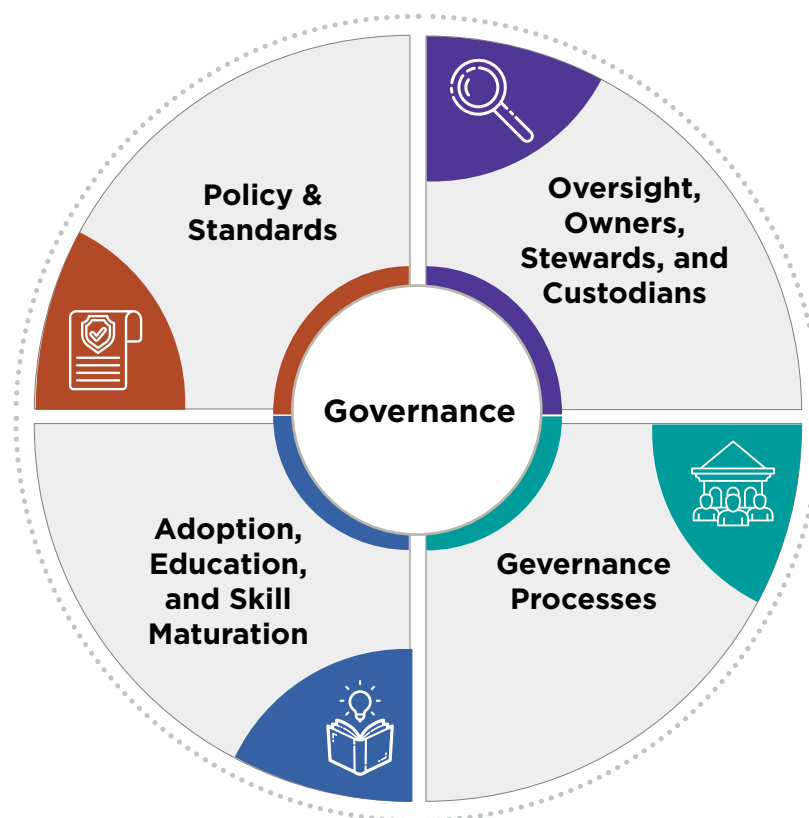 Policy &
Standards
Oversight,
Owners,
Stewards, and
Custodians
Governance
Adoption,
Education,
and Skill
Maturation
Gevernance
Processes